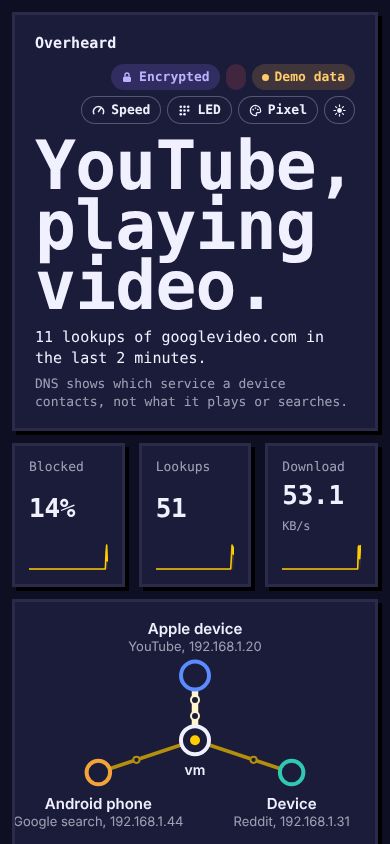 Overheard
Encrypted
Demo data
Speed
LED
Pixel
YouTube,
playing
video.
11 lookups of googlevideo.com in
the last 2 minutes.
DNS shows which service a device
contacts, not what it plays or searches.
Blocked
14%
Lookups
51
Download
53.1
KB/s
Apple device
YouTube, 192.168.1.20
vm
Android phone
Google search, 192.168.1.44
Device
Reddit, 192.168.1.31